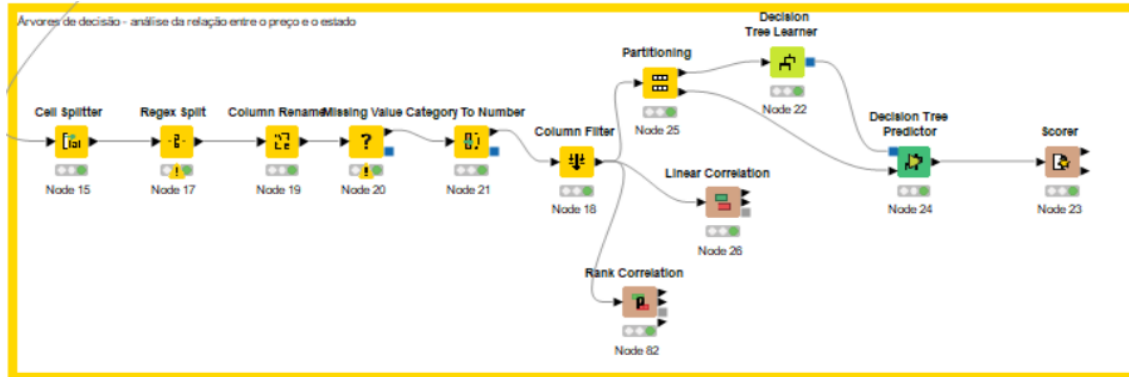 Árvores de decisão - análise da relação entre o preço e o estado
Decision
Tree Learner
Node 22
Partitioning
Node 25
Cell Splitter
Node 15
Regex Split
Node 17
Column Rename
Node 19
Missing Value
Node 20
Category To Number
Node 21
Column Filter
Node 18
Decision Tree
Predictor
Node 24
Scorer
Node 23
Linear Correlation
Node 26
Rank Correlation
Node 82